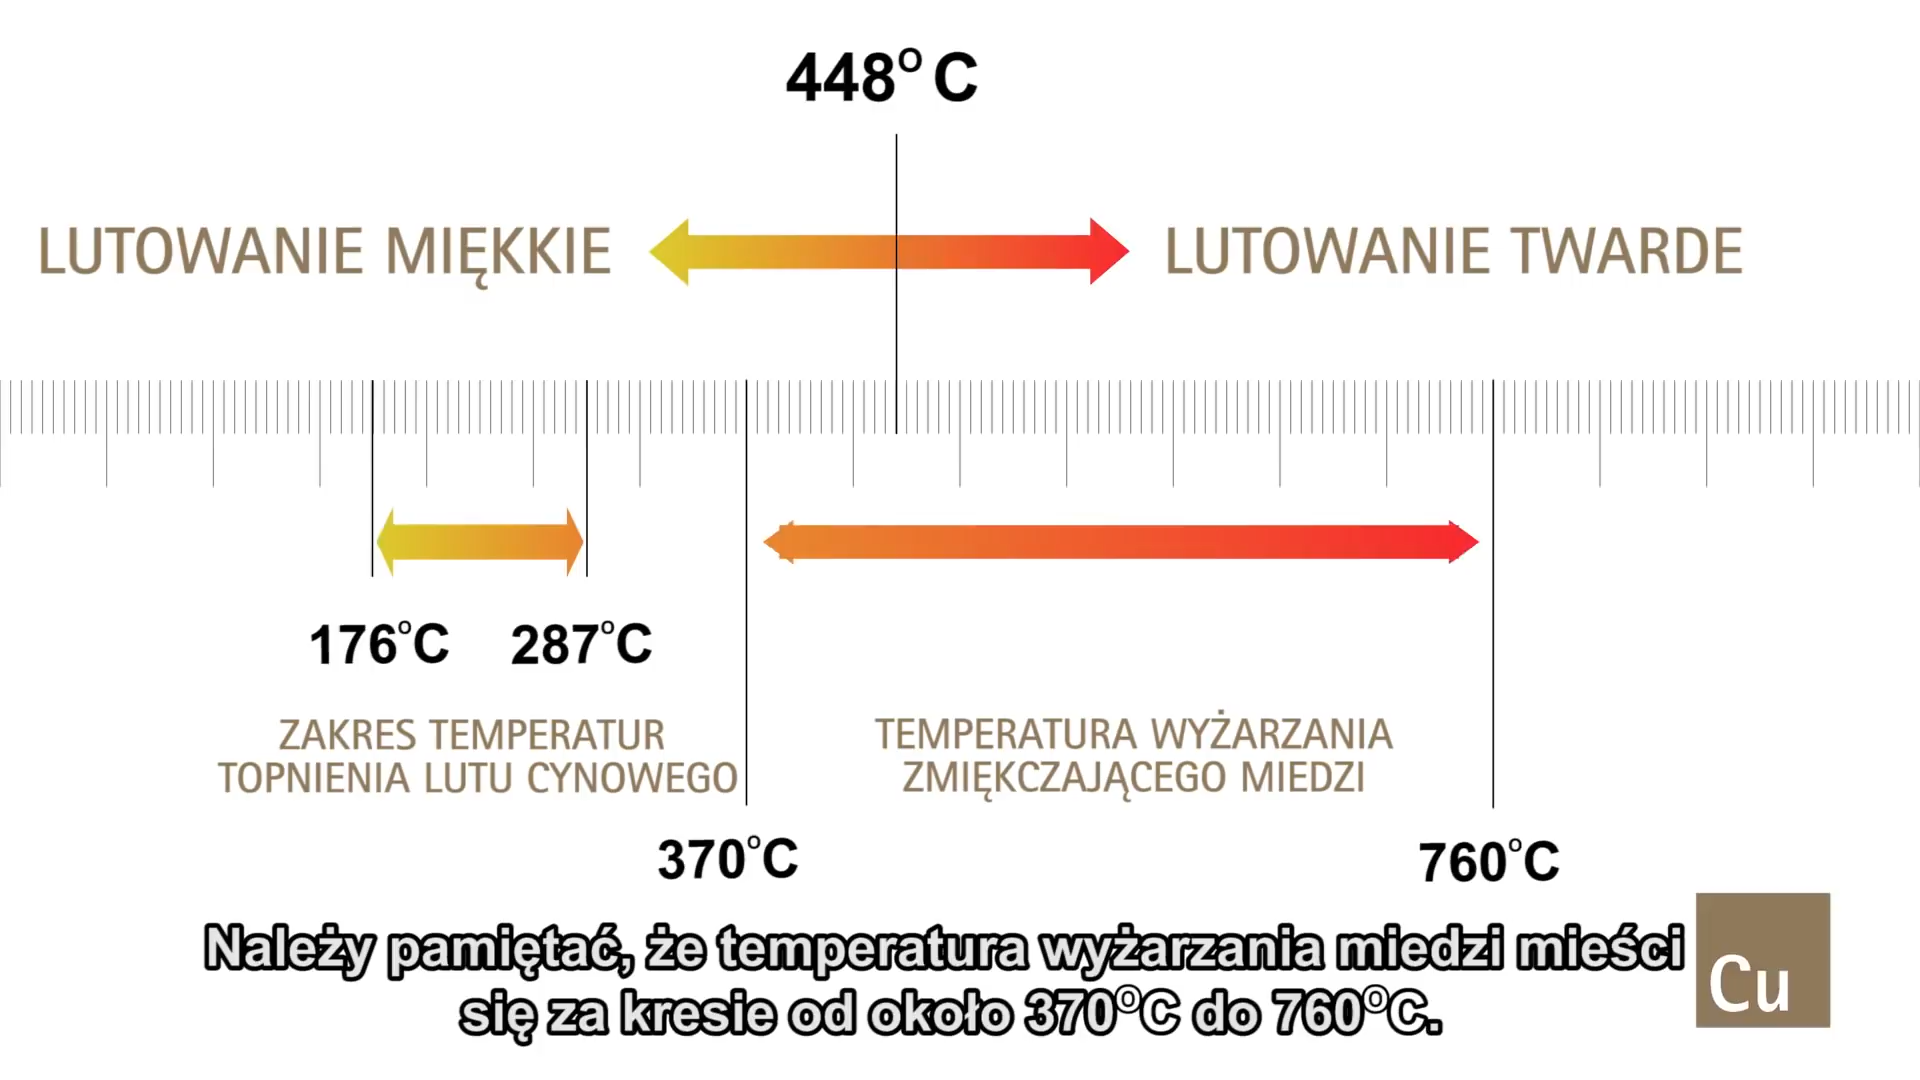 448° C
LUTOWANIE MIĘKKIE
LUTOWANIE TWARDE
176°C
287°C
ZAKRES TEMPERATUR
TOPNIENIA LUTU CYNOWEGO
TEMPERATURA WYŻARZANIA
ZMIĘKCZAJĄCEGO MIEDZI
370°C
760°C
Należy pamiętać, że temperatura wyżarzania miedzi mieści
się za kresie od około 370°C do 760°C.
Cu